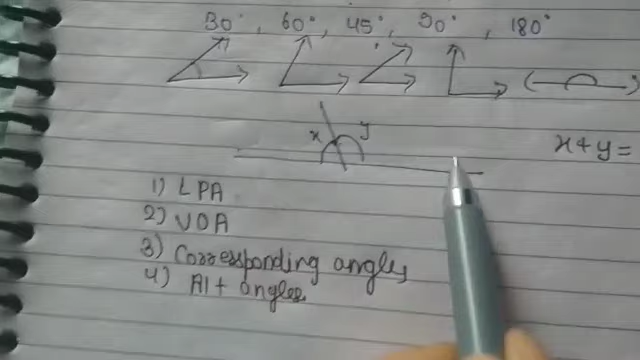 30°, 60°, 45°, 90°, 180°
x y
x+y=
1) LPA
2) VOA
3) Corresponding angles
4) Alt angles